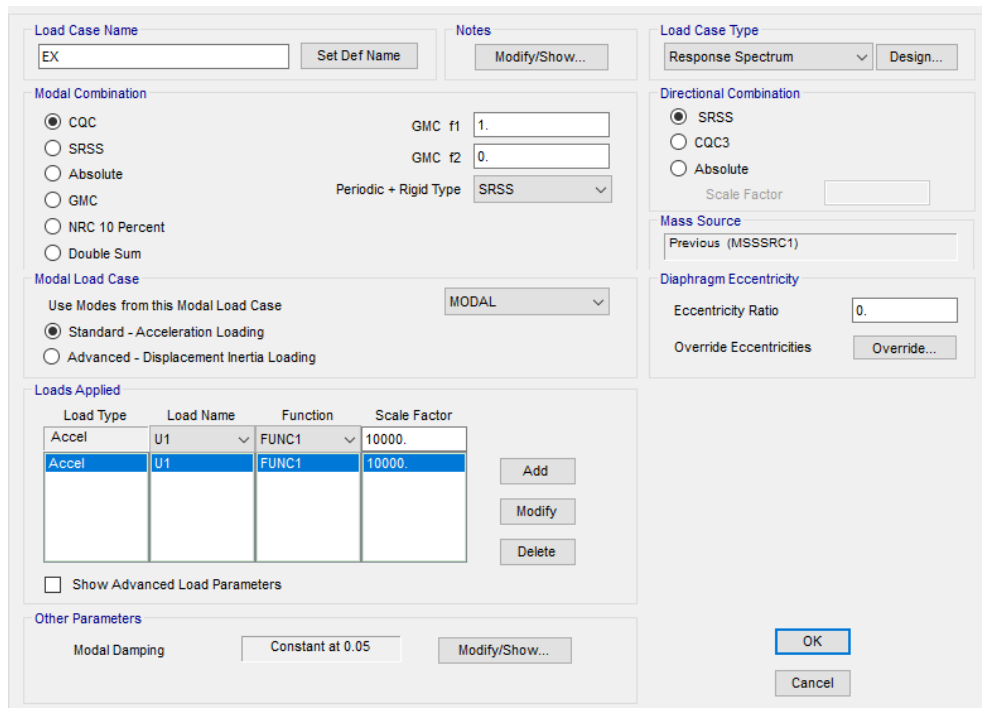 Load Case Name
EX
Set Def Name
Notes
Modify/Show...
Load Case Type
Response Spectrum
Design...
Modal Combination
CQC
SRSS
Absolute
GMC
NRC 10 Percent
Double Sum
GMC f1 1.
GMC f2 0.
Periodic + Rigid Type SRSS
Directional Combination
SRSS
CQC3
Absolute
Scale Factor
Mass Source
Previous (MSSSRC1)
Modal Load Case
Use Modes from this Modal Load Case MODAL
Standard - Acceleration Loading
Advanced - Displacement Inertia Loading
Diaphragm Eccentricity
Eccentricity Ratio 0.
Override Eccentricities Override...
Loads Applied
Load Type Load Name Function Scale Factor
Accel U1 FUNC1 10000.
Accel U1 FUNC1 10000.
Add
Modify
Delete
Show Advanced Load Parameters
Other Parameters
Modal Damping Constant at 0.05 Modify/Show...
OK
Cancel